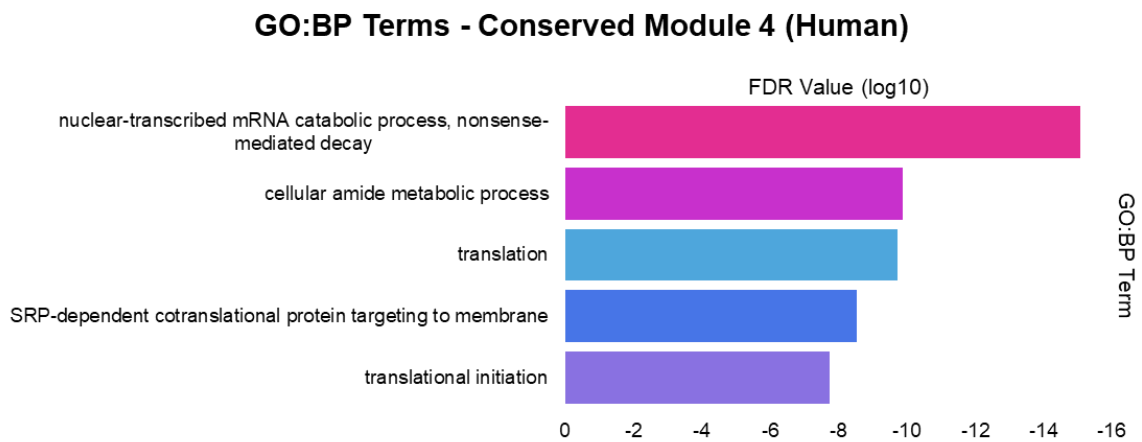 GO:BP Terms - Conserved Module 4 (Human)
FDR Value (log10)
nuclear-transcribed mRNA catabolic process, nonsense-
mediated decay
cellular amide metabolic process
translation
SRP-dependent cotranslational protein targeting to membrane
translational initiation
GO:BP Term
0 -2 -4 -6 -8 -10 -12 -14 -16